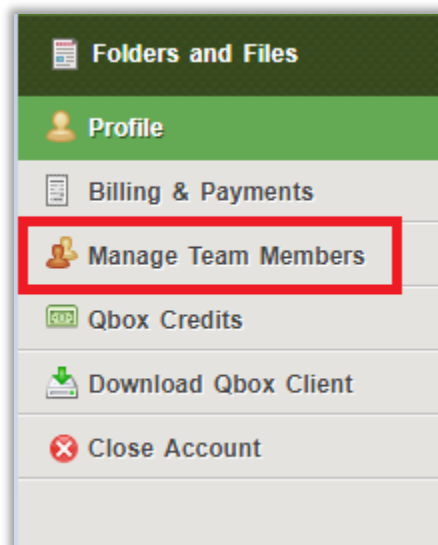 Folders and Files
Profile
Billing & Payments
Manage Team Members
Qbox Credits
Download Qbox Client
Close Account